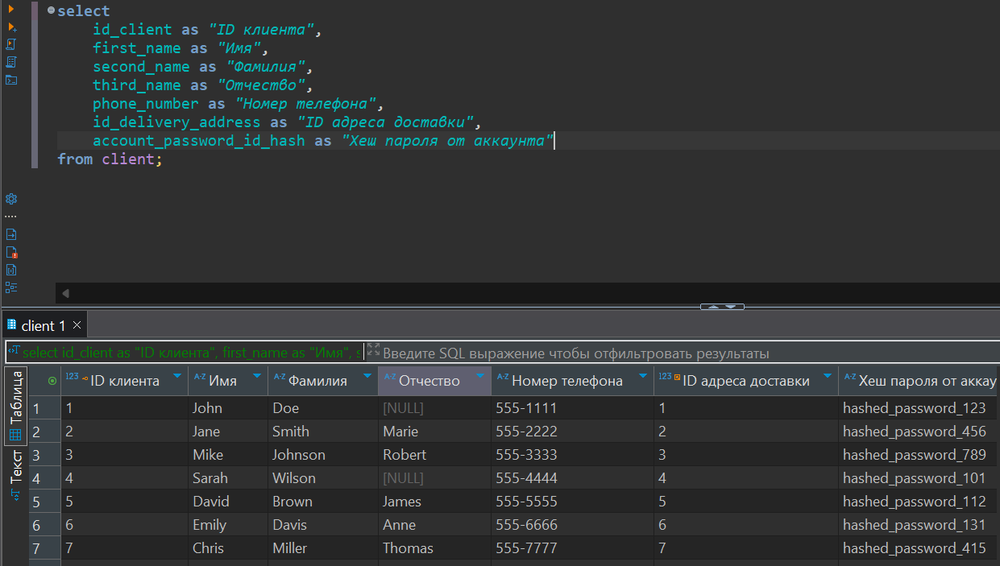 select
id_client as "ID клиента",
first_name as "Имя",
second_name as "Фамилия",
third_name as "Отчество",
phone_number as "Номер телефона",
id_delivery_address as "ID адреса доставки",
account_password_id_hash as "Хеш пароля от аккаунта"
from client;
client 1
select id_client as "ID клиента", first_name as "Имя", s Введите SQL выражение чтобы отфильтровать результаты
Таблица
Текст
123 ID клиента A-Z Имя A-Z Фамилия A-Z Отчество A-Z Номер телефона 123 ID адреса доставки A-Z Хеш пароля от аккау
1 1 John Doe [NULL] 555-1111 1 hashed_password_123
2 2 Jane Smith Marie 555-2222 2 hashed_password_456
3 3 Mike Johnson Robert 555-3333 3 hashed_password_789
4 4 Sarah Wilson [NULL] 555-4444 4 hashed_password_101
5 5 David Brown James 555-5555 5 hashed_password_112
6 6 Emily Davis Anne 555-6666 6 hashed_password_131
7 7 Chris Miller Thomas 555-7777 7 hashed_password_415